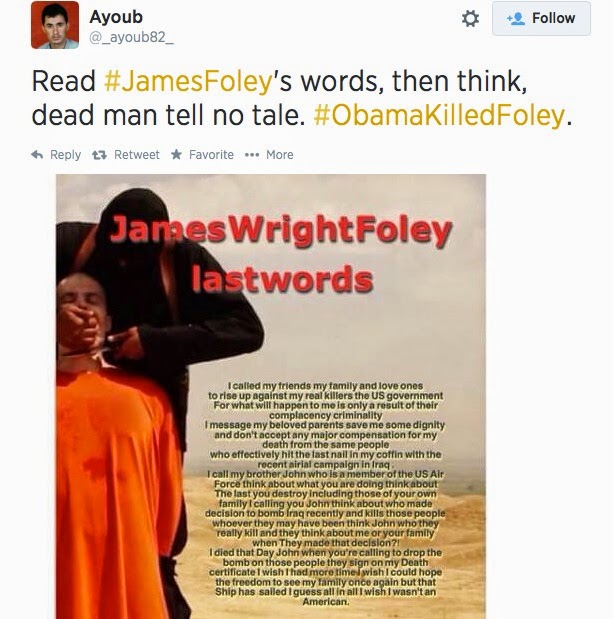 Ayoub
@_ayoub82_
Follow
Read #JamesFoley's words, then think,
dead man tell no tale. #ObamaKilledFoley.
Reply Retweet Favorite More
JamesWrightFoley
lastwords
I called my friends my family and love ones
to rise up against my real killers the US government
For what will happen to me is only a result of their
complacency criminality
I message my beloved parents save me some dignity
and don't accept any major compensation for my
death from the same people
who effectively hit the last nail in my coffin with the
recent airial campaign in Iraq .
I call my brother John who is a member of the US Air
Force think about what you are doing think about
The last you destroy including those of your own
family I calling you John think about who made
decision to bomb Iraq recently and kills those people
whoever they may have been think John who they
really kill and they think about me or your family
when They made that decision?!
I died that Day John when you're calling to drop the
bomb on those people they sign on my Death
certificate I wish I had more time I wish I could hope
the freedom to see my family once again but that
Ship has sailed I guess all in all I wish I wasn't an
American.